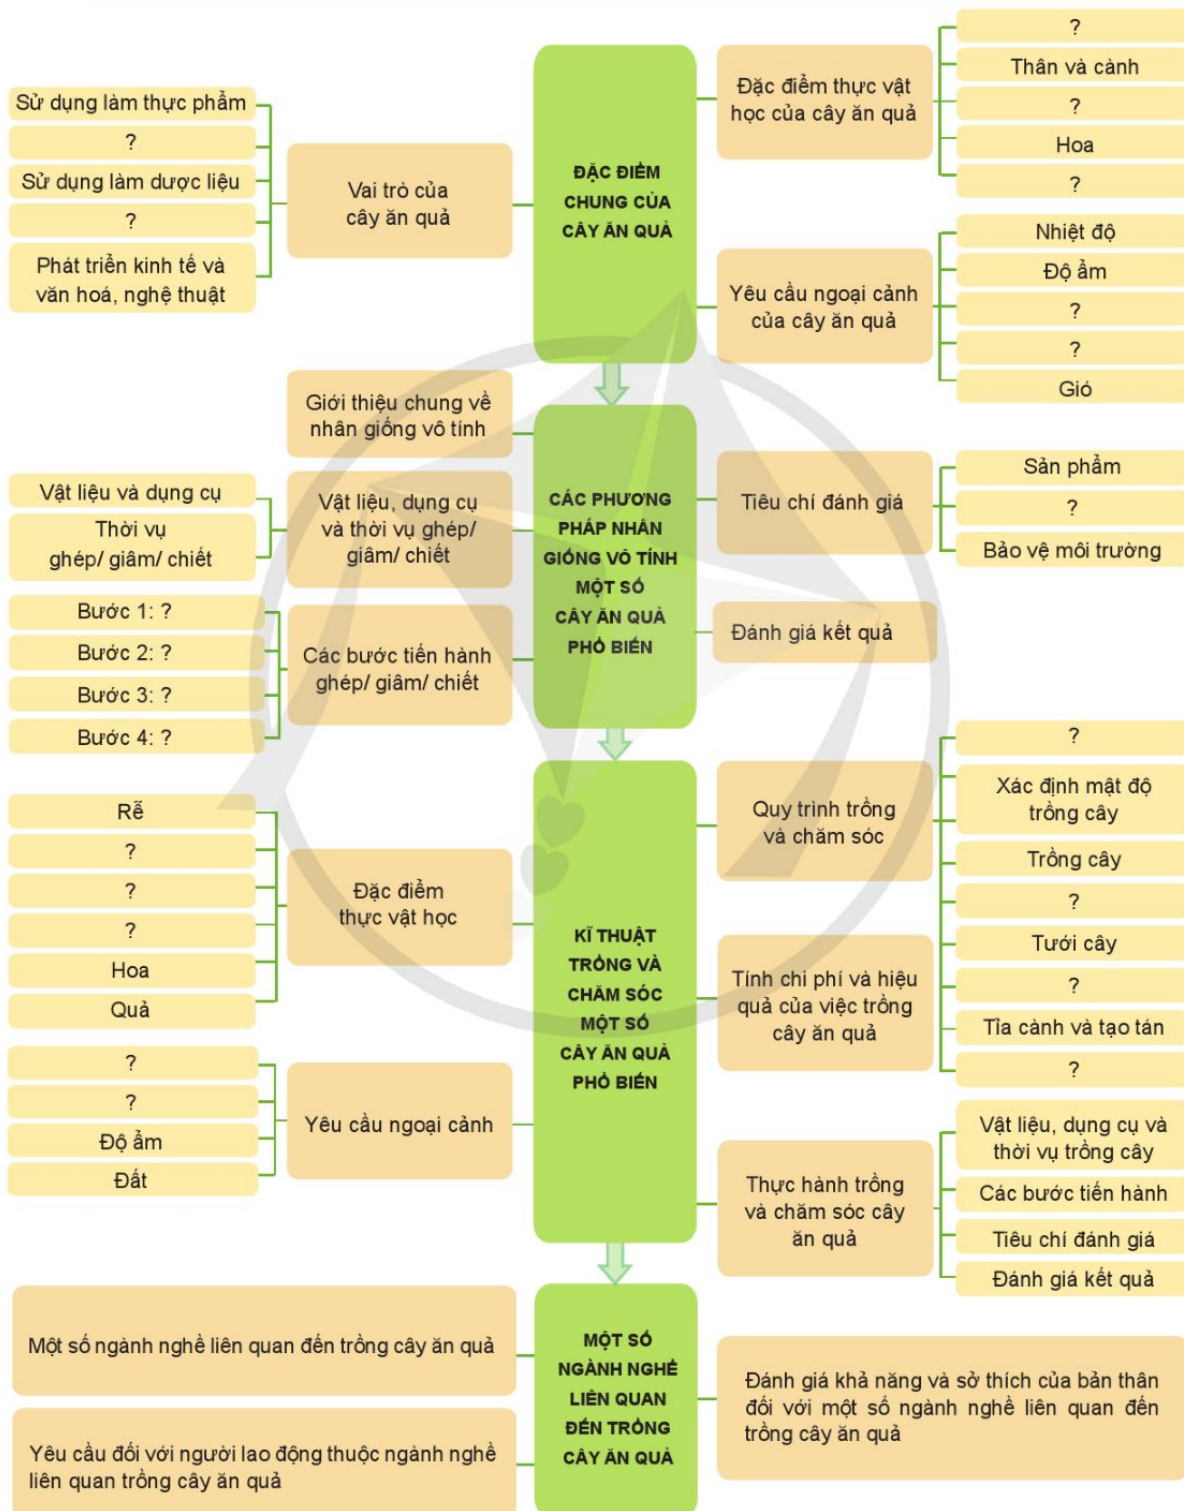 Sử dụng làm thực phẩm
?
Sử dụng làm dược liệu
?
Phát triển kinh tế và
văn hoá, nghệ thuật
Vai trò của
cây ăn quả
ĐẶC ĐIỂM
CHUNG CỦA
CÂY ĂN QUẢ
Đặc điểm thực vật
học của cây ăn quả
?
Thân và cành
?
Hoa
?
Yêu cầu ngoại cảnh
của cây ăn quả
Nhiệt độ
Độ ẩm
?
?
Gió
Giới thiệu chung về
nhân giống vô tính
Vật liệu và dụng cụ
Thời vụ
ghép/ giâm/ chiết
Vật liệu, dụng cụ
và thời vụ ghép/
giâm/ chiết
Bước 1: ?
Bước 2: ?
Bước 3: ?
Bước 4: ?
Các bước tiến hành
ghép/ giâm/ chiết
CÁC PHƯƠNG
PHÁP NHÂN
GIỐNG VÔ TÍNH
MỘT SỐ
CÂY ĂN QUẢ
PHỔ BIẾN
Tiêu chí đánh giá
Sản phẩm
?
Bảo vệ môi trường
Đánh giá kết quả
Rễ
?
?
?
Hoa
Quả
Đặc điểm
thực vật học
?
?
Độ ẩm
Đất
Yêu cầu ngoại cảnh
KĨ THUẬT
TRỒNG VÀ
CHĂM SÓC
MỘT SỐ
CÂY ĂN QUẢ
PHỔ BIẾN
Quy trình trồng
và chăm sóc
?
Xác định mật độ
trồng cây
Trồng cây
?
Tưới cây
?
Tỉa cành và tạo tán
?
Tính chi phí và hiệu
quả của việc trồng
cây ăn quả
Thực hành trồng
và chăm sóc cây
ăn quả
Vật liệu, dụng cụ và
thời vụ trồng cây
Các bước tiến hành
Tiêu chí đánh giá
Đánh giá kết quả
Một số ngành nghề liên quan đến trồng cây ăn quả
Yêu cầu đối với người lao động thuộc ngành nghề
liên quan trồng cây ăn quả
MỘT SỐ
NGÀNH NGHỀ
LIÊN QUAN
ĐẾN TRỒNG
CÂY ĂN QUẢ
Đánh giá khả năng và sở thích của bản thân
đối với một số ngành nghề liên quan đến
trồng cây ăn quả